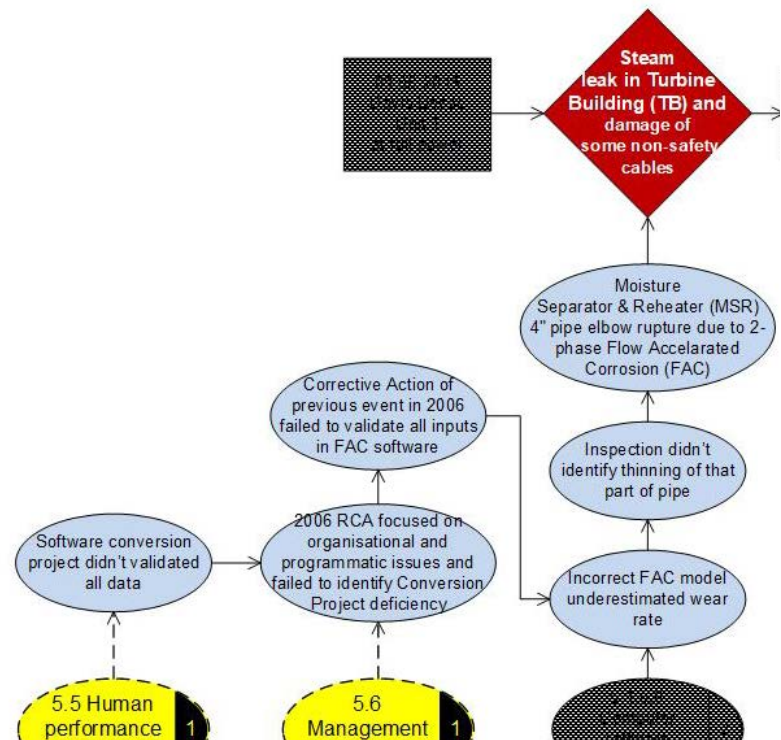 Steam
leak in Turbine
Building (TB) and
damage of
some non-safety
cables
Moisture
Separator & Reheater (MSR)
4" pipe elbow rupture due to 2-
phase Flow Accelarated
Corrosion (FAC)
Corrective Action of
previous event in 2006
failed to validate all inputs
in FAC software
Inspection didn't
identify thinning of that
part of pipe
Software conversion
project didn't validated
all data
2006 RCA focused on
organisational and
programmatic issues and
failed to identify Conversion
Project deficiency
Incorrect FAC model
underestimated wear
rate
5.5 Human
performance
1
5.6
Management
1